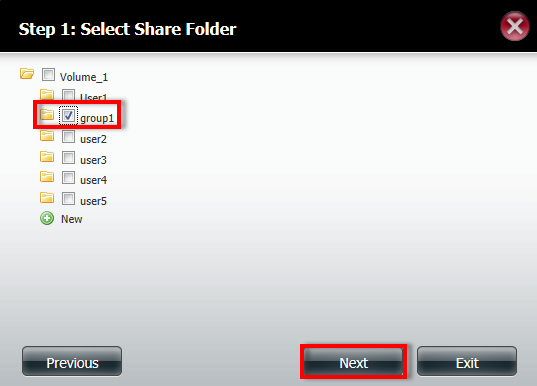 Step 1: Select Share Folder
Volume_1
User1
group1
user2
user3
user4
user5
New
Previous
Next
Exit